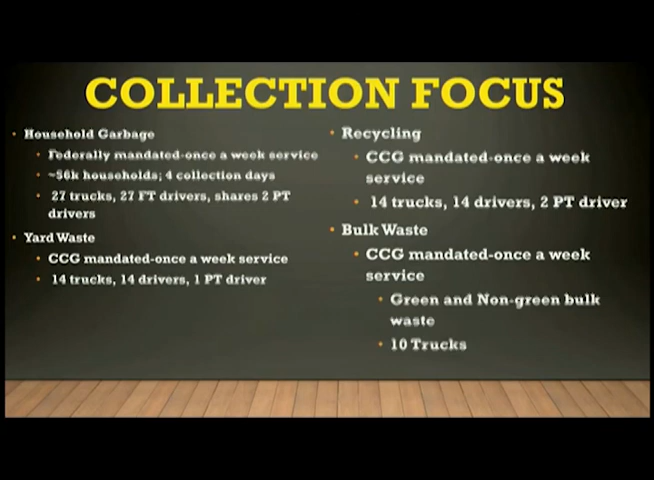 COLLECTION FOCUS
Household Garbage
Federally mandated-once a week service
~56k households; 4 collection days
27 trucks, 27 FT drivers, shares 2 PT
drivers
Yard Waste
CCG mandated-once a week service
14 trucks, 14 drivers, 1 PT driver
Recycling
CCG mandated-once a week
service
14 trucks, 14 drivers, 2 PT driver
Bulk Waste
CCG mandated-once a week
service
Green and Non-green bulk
waste
10 Trucks